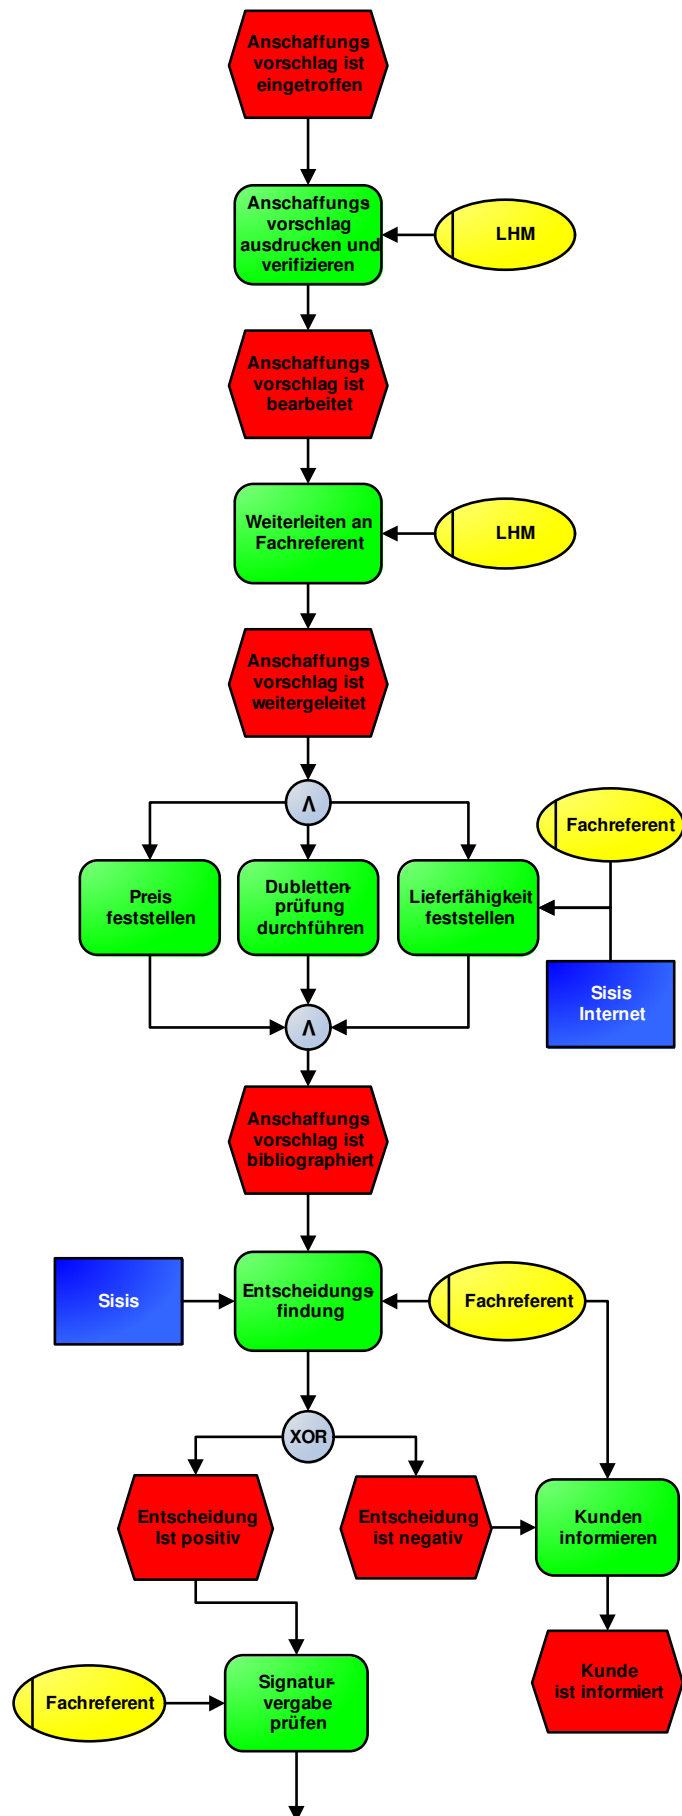 Anschaffungs
vorschlag ist
eingetroffen
Anschaffungs
vorschlag
ausdrucken und
verifizieren
LHM
Anschaffungs
vorschlag ist
bearbeitet
Weiterleiten an
Fachreferent
LHM
Anschaffungs
vorschlag ist
weitergeleitet
∧
Fachreferent
Preis
feststellen
Dubletten-
prüfung
durchführen
Lieferfähigkeit
feststellen
Sisis
Internet
∧
Anschaffungs
vorschlag ist
bibliographiert
Sisis
Entscheidungs-
findung
Fachreferent
XOR
Entscheidung
Ist positiv
Entscheidung
ist negativ
Kunden
informieren
Kunde
ist informiert
Fachreferent
Signatur-
vergabe
prüfen